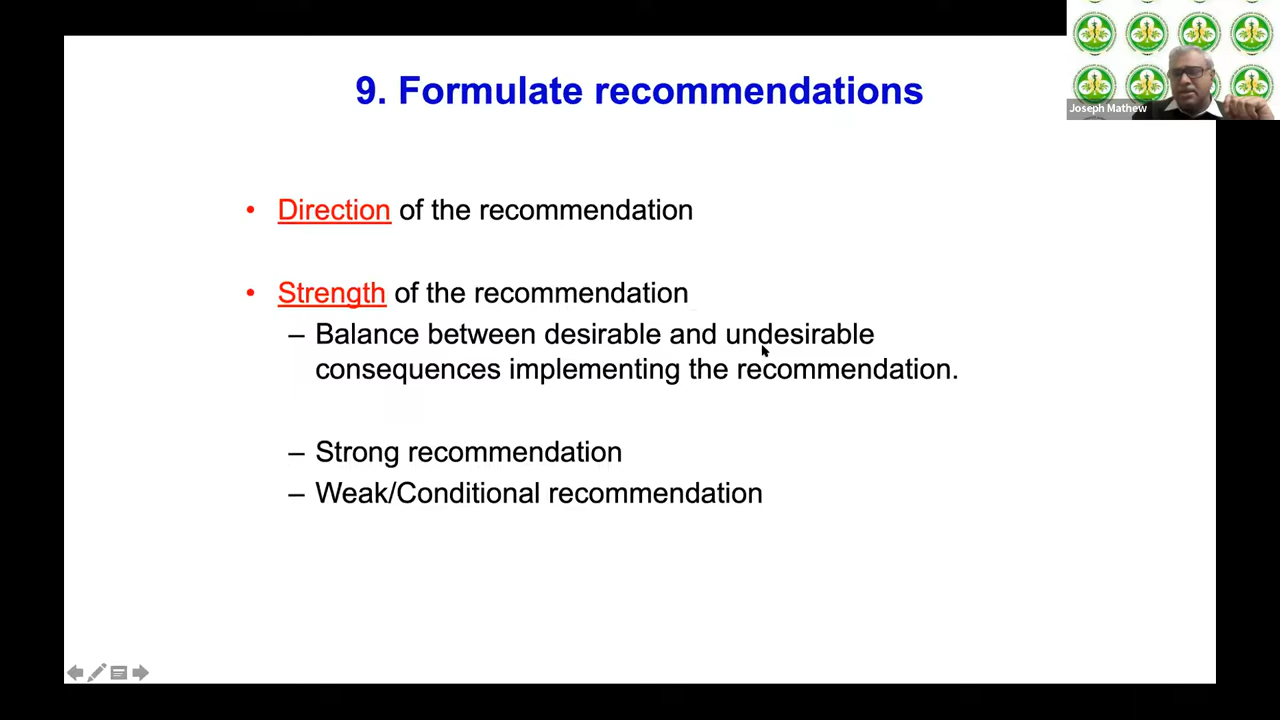 9. Formulate recommendations
Joseph Mathew
• Direction of the recommendation
• Strength of the recommendation
– Balance between desirable and undesirable
consequences implementing the recommendation.
– Strong recommendation
– Weak/Conditional recommendation